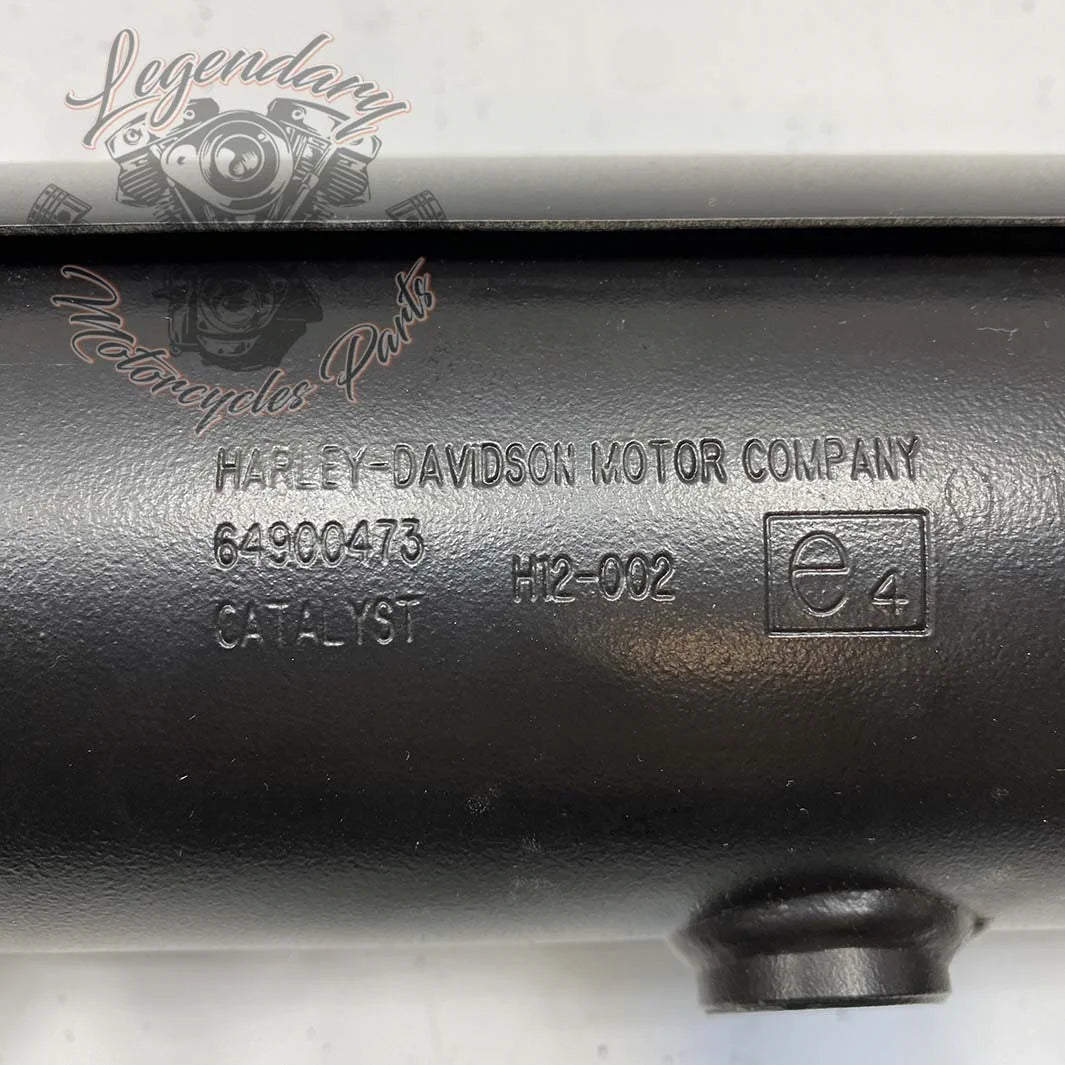 Legendary
Motorcycles Parts
HARLEY-DAVIDSON MOTOR COMPANY
64900473
H12-002
e4
CATALYST